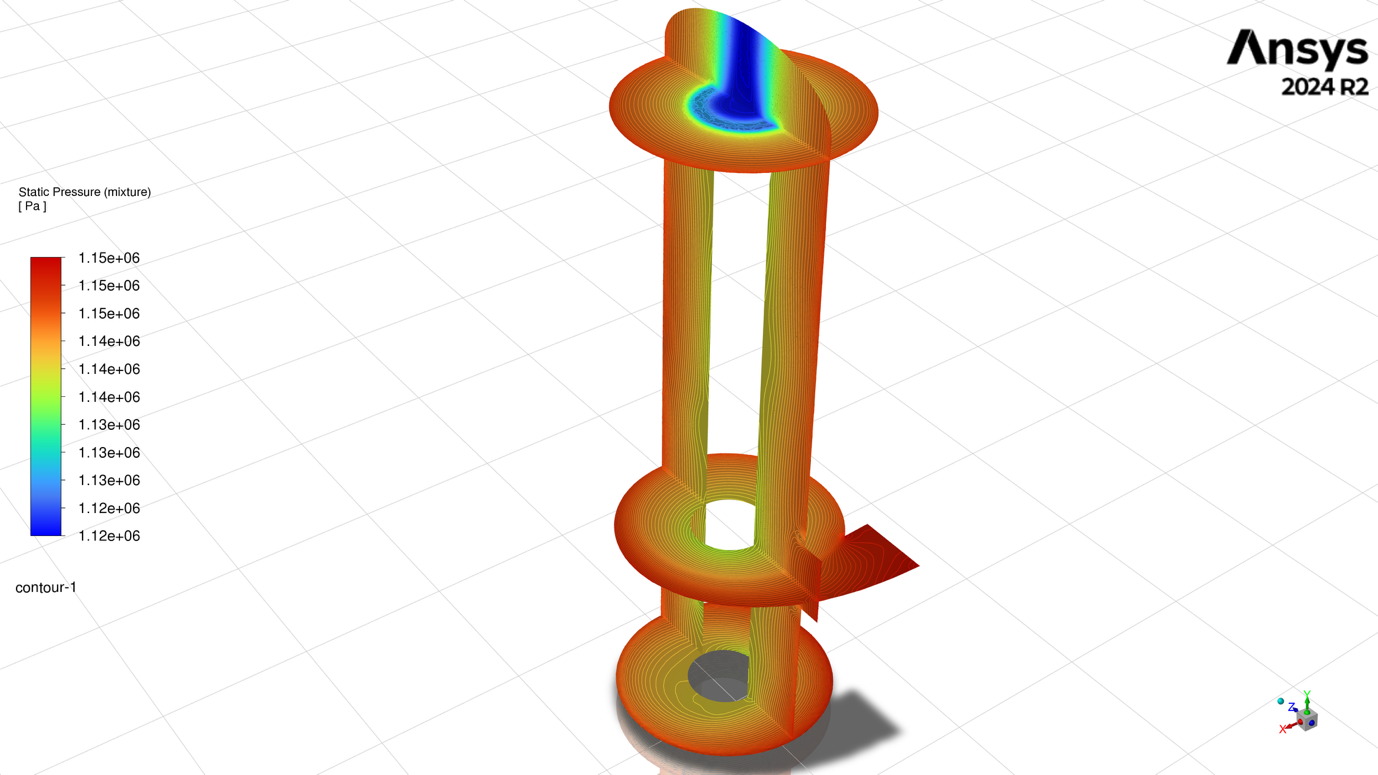 Ansys
2024 R2
Static Pressure (mixture)
[ Pa ]
1.15e+06
1.15e+06
1.15e+06
1.14e+06
1.14e+06
1.14e+06
1.13e+06
1.13e+06
1.13e+06
1.12e+06
1.12e+06
contour-1
Y
Z
X